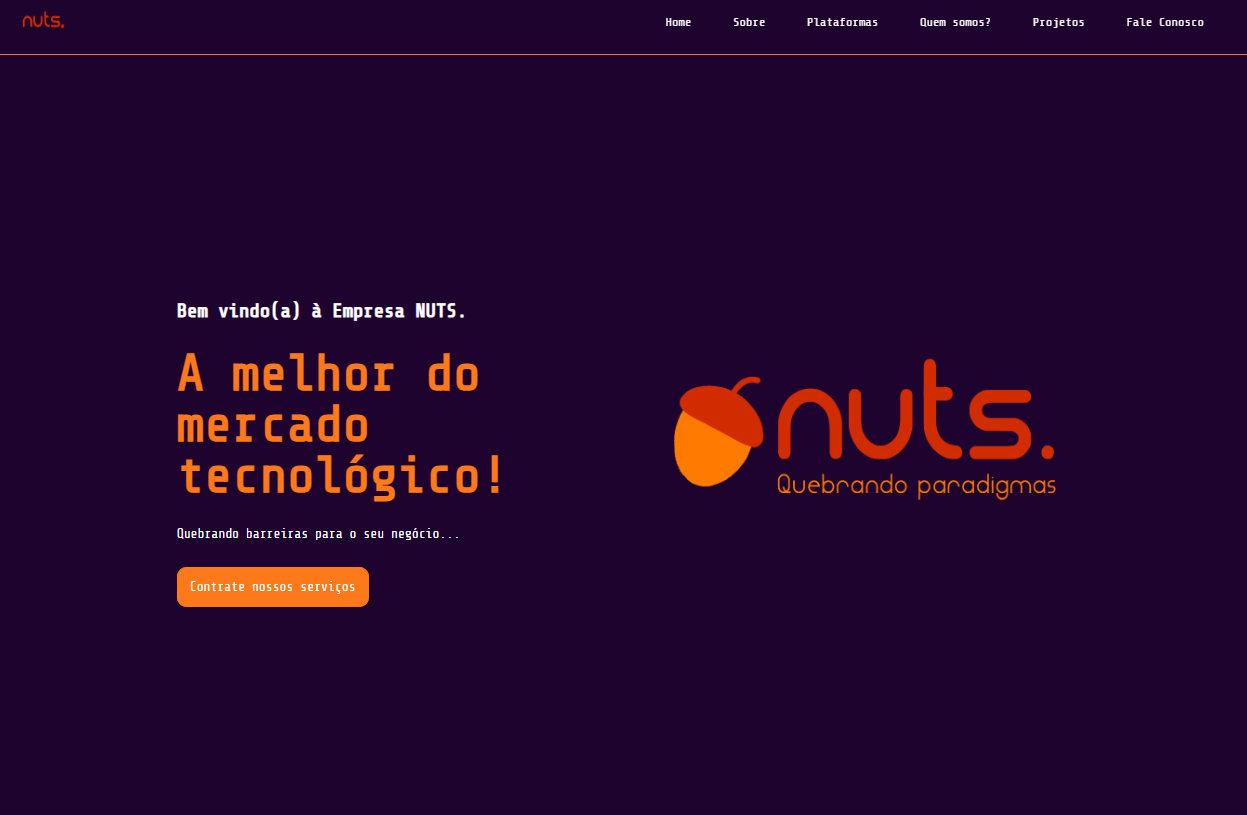 nuts.
Home Sobre Plataformas Quem somos? Projetos Fale Conosco
Bem vindo(a) à Empresa NUTS.
A melhor do
mercado
tecnológico!
Quebrando barreiras para o seu negócio...
Contrate nossos serviços
nuts.
Quebrando paradigmas